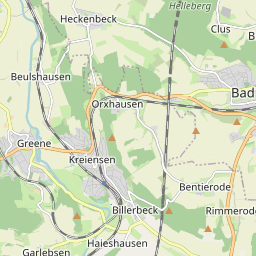 Helleberg
Heckenbeck
Clus
B
Beulshausen
Bad
Orxhausen
Greene
Kreiensen
Bentierode
Billerbeck
Rimmerode
Haieshausen
Garlebsen